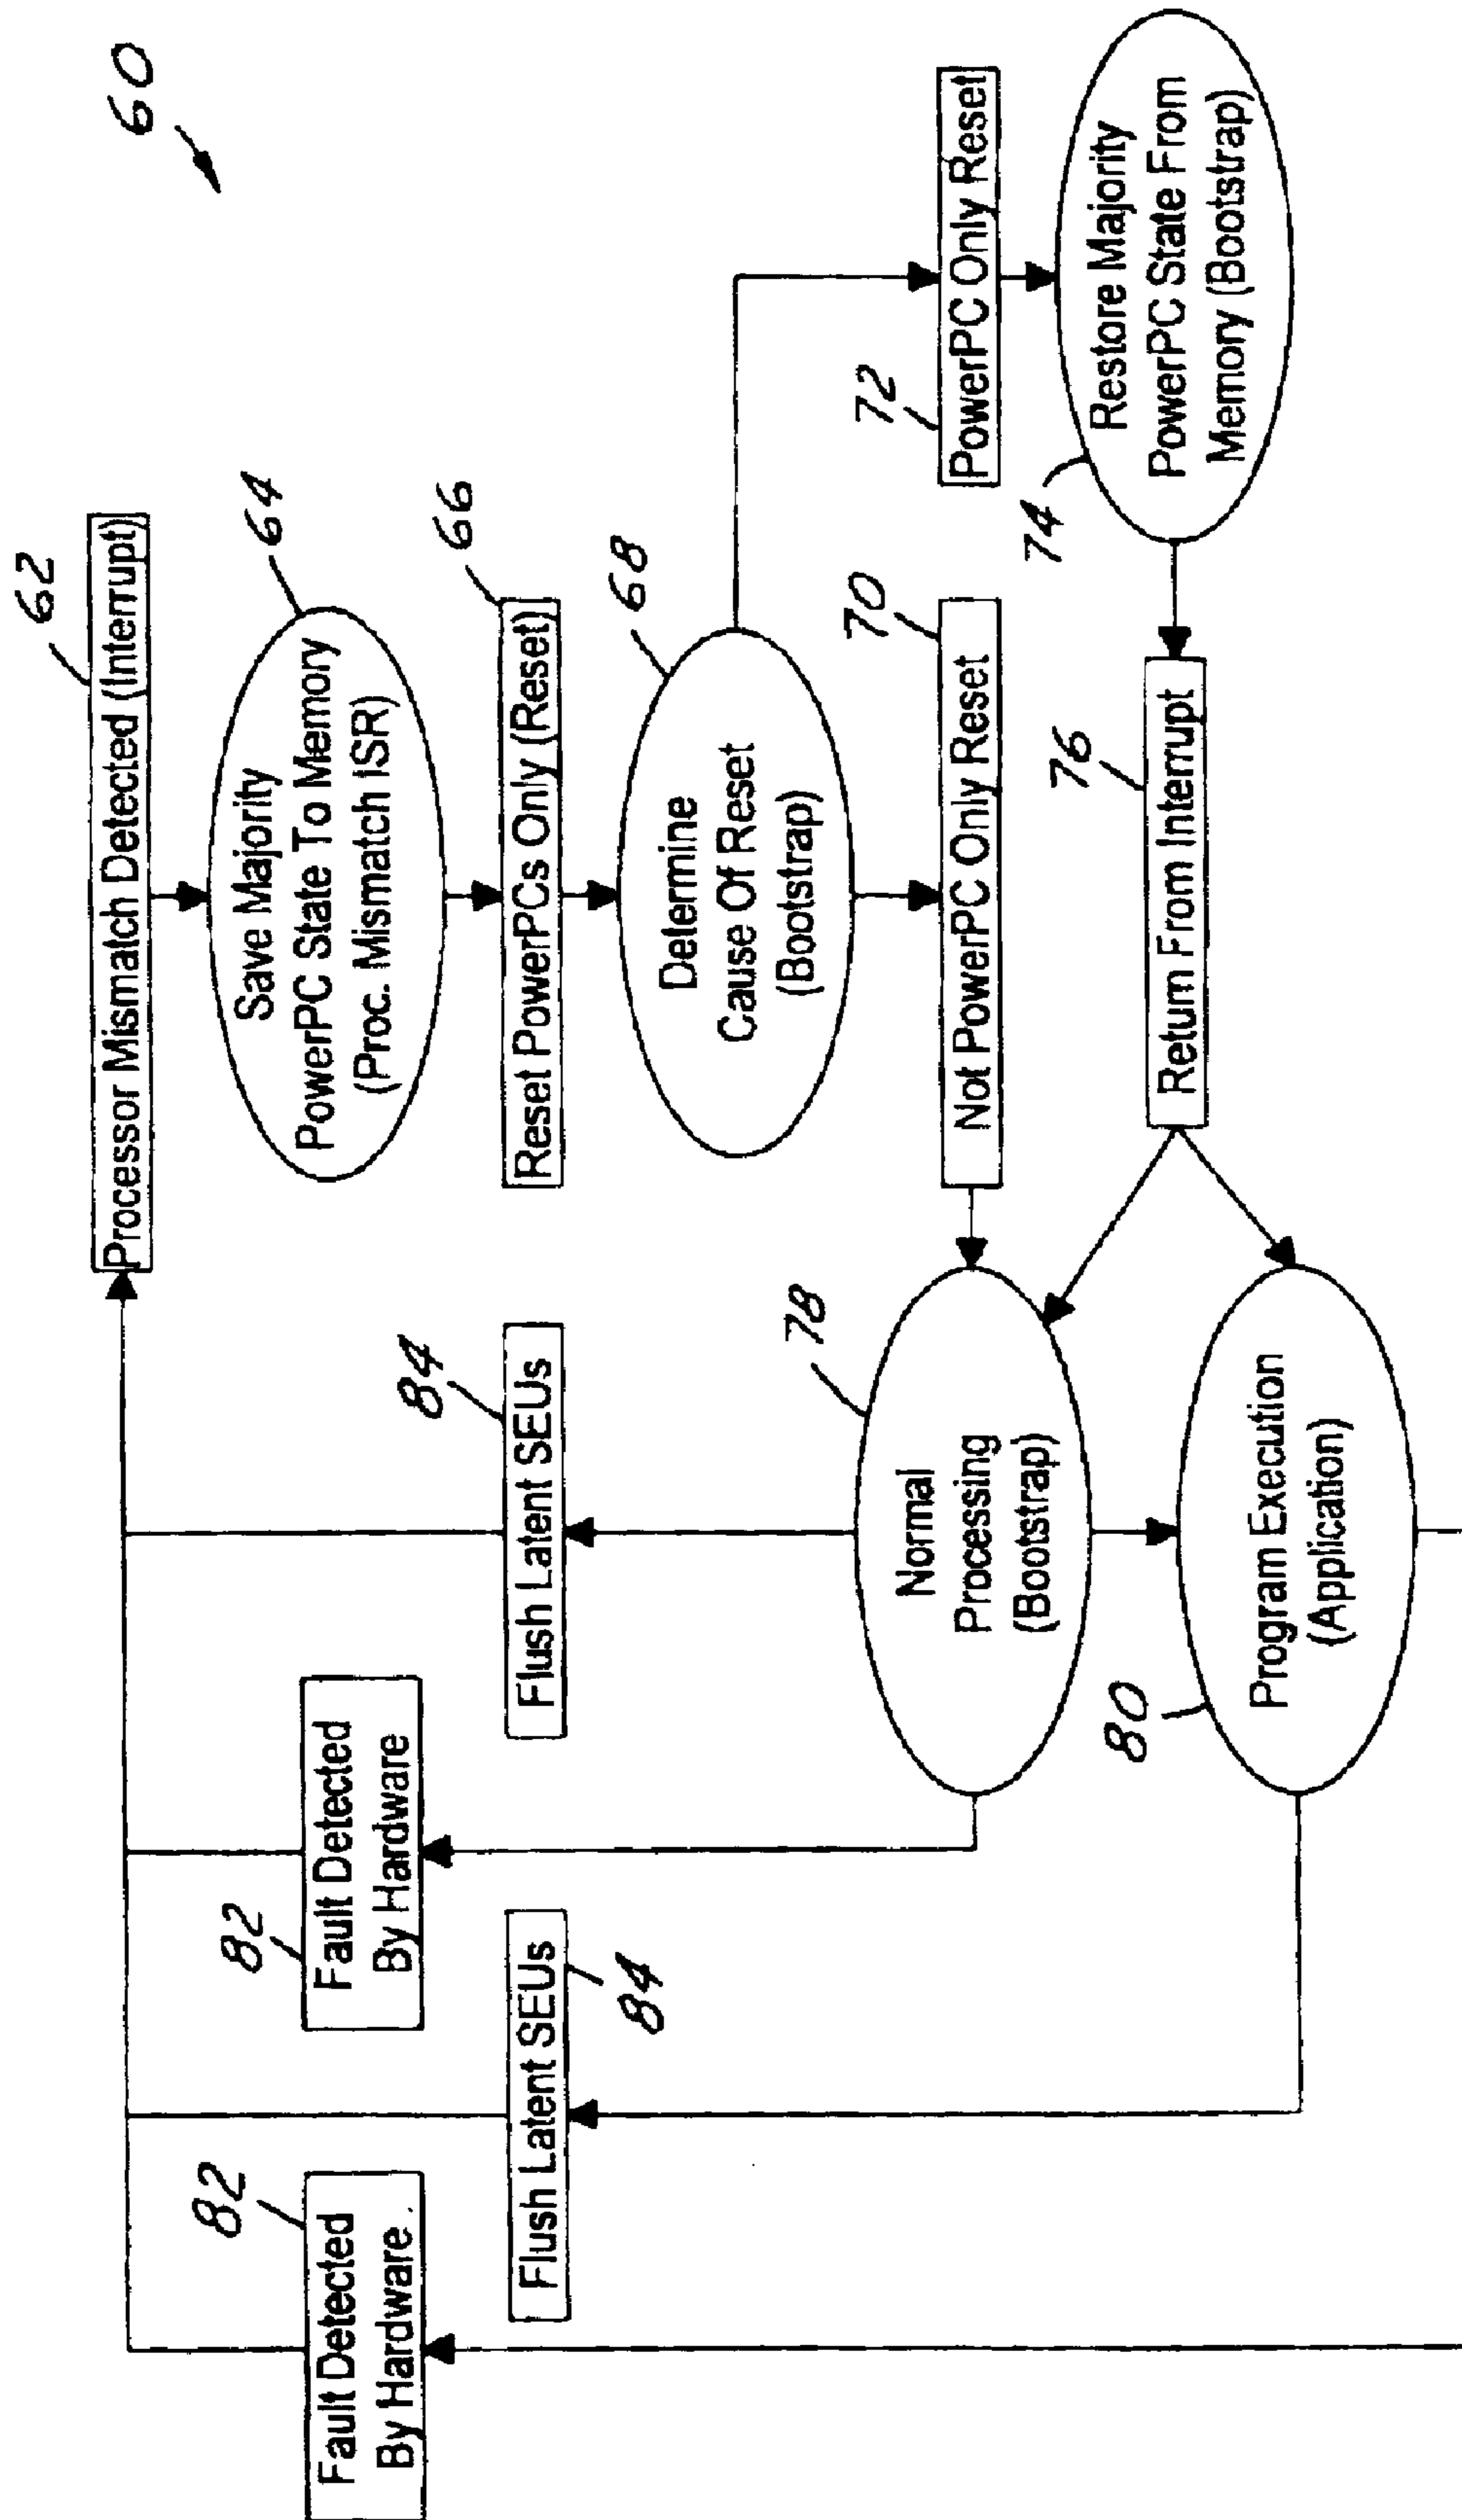 60
62
Processor Mismatch Detected (Interrupt)
64
Save Majority
PowerPC State To Memory
(Proc. Mismatch ISR)
66
Reset PowerPCs Only (Reset)
68
Determine
Cause Of Reset
(Bootstrap)
70
Not PowerPC Only Reset
72
PowerPC Only Reset
74
Restore Majority
PowerPC State From
Memory (Bootstrap)
76
Return From Interrupt
78
Normal
Processing
(Bootstrap)
80
Program Execution
(Application)
82
Fault Detected
By Hardware
84
Flush Latent SEUs
82
Fault Detected
By Hardware
84
Flush Latent SEUs